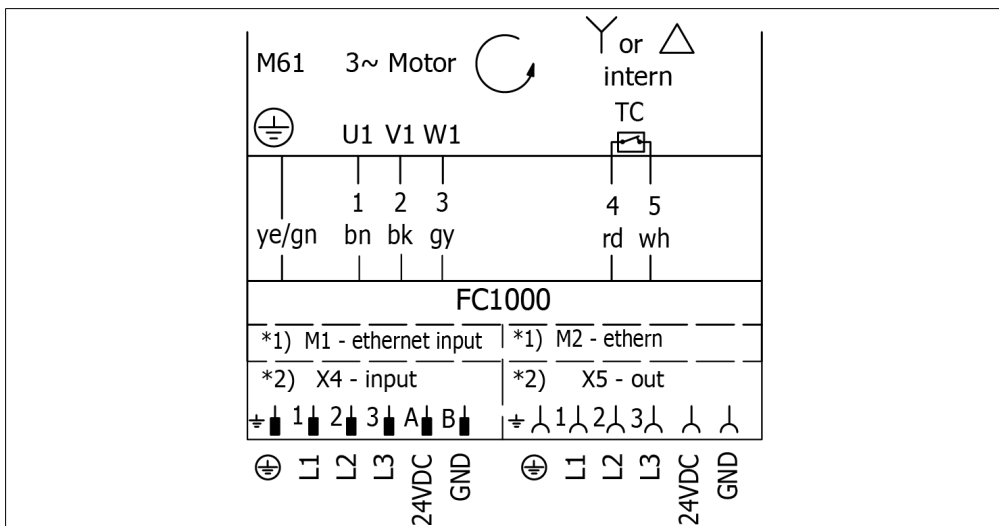 M61 3~ Motor Y or △
intern
TC
U1 V1 W1
1 2 3 4 5
ye/gn bn bk gy rd wh
FC1000
*1) M1 - ethernet input *1) M2 - ethern
*2) X4 - input *2) X5 - out
1 2 3 A B 1 2 3
L1 L2 L3 24VDC GND L1 L2 L3 24VDC GND